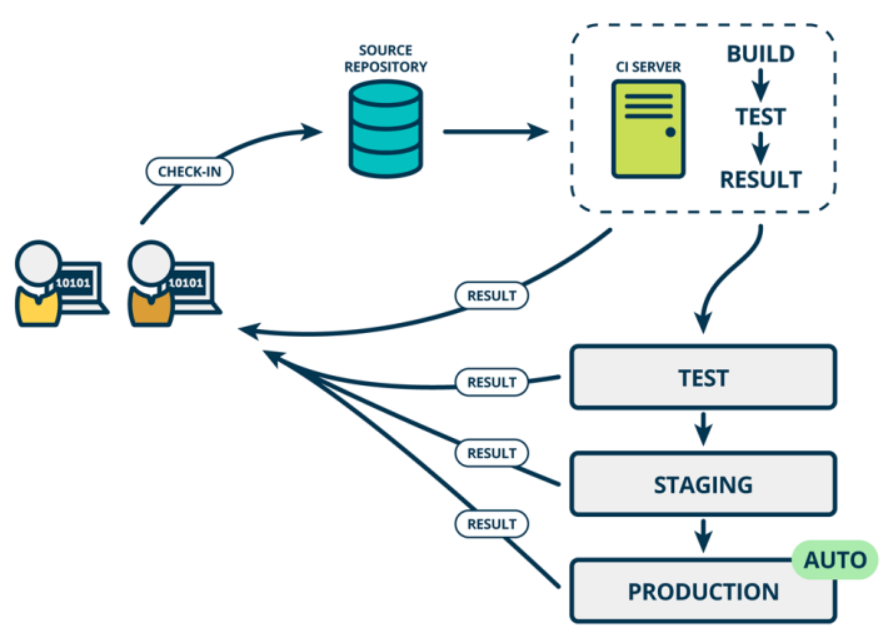 SOURCE
REPOSITORY
CI SERVER
BUILD
TEST
RESULT
CHECK-IN
10101
10101
RESULT
RESULT
TEST
RESULT
STAGING
RESULT
AUTO
PRODUCTION